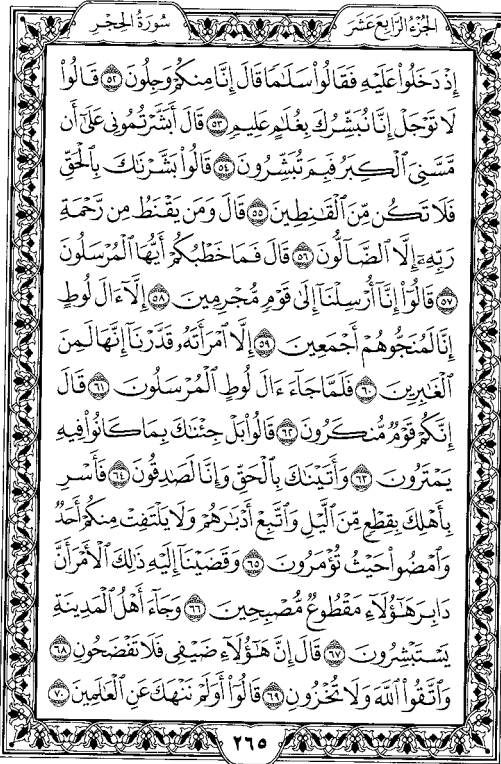 سُورَةُ الحِجْرِ
الجُزْءُ الرَّابِعَ عَشَرَ
إِذْ دَخَلُوا۟ عَلَيْهِ فَقَالُوا۟ سَلَـٰمًا قَالَ إِنَّا مِنكُمْ وَجِلُونَ ۝٥٢ قَالُوا۟
لَا تَوْجَلْ إِنَّا نُبَشِّرُكَ بِغُلَـٰمٍ عَلِيمٍ ۝٥٣ قَالَ أَبَشَّرْتُمُونِى عَلَىٰٓ أَن
مَّسَّنِىَ ٱلْكِبَرُ فَبِمَ تُبَشِّرُونَ ۝٥٤ قَالُوا۟ بَشَّرْنَـٰكَ بِٱلْحَقِّ
فَلَا تَكُن مِّنَ ٱلْقَـٰنِطِينَ ۝٥٥ قَالَ وَمَن يَقْنَطُ مِن رَّحْمَةِ
رَبِّهِۦٓ إِلَّا ٱلضَّآلُّونَ ۝٥٦ قَالَ فَمَا خَطْبُكُمْ أَيُّهَا ٱلْمُرْسَلُونَ
۝٥٧ قَالُوٓا۟ إِنَّآ أُرْسِلْنَآ إِلَىٰ قَوْمٍ مُّجْرِمِينَ ۝٥٨ إِلَّآ ءَالَ لُوطٍ
إِنَّا لَمُنَجُّوهُمْ أَجْمَعِينَ ۝٥٩ إِلَّا ٱمْرَأَتَهُۥ قَدَّرْنَآ إِنَّهَا لَمِنَ
ٱلْغَـٰبِرِينَ ۝٦٠ فَلَمَّا جَآءَ ءَالَ لُوطٍ ٱلْمُرْسَلُونَ ۝٦١ قَالَ
إِنَّكُمْ قَوْمٌ مُّنكَرُونَ ۝٦٢ قَالُوا۟ بَلْ جِئْنَـٰكَ بِمَا كَانُوا۟ فِيهِ
يَمْتَرُونَ ۝٦٣ وَأَتَيْنَـٰكَ بِٱلْحَقِّ وَإِنَّا لَصَـٰدِقُونَ ۝٦٤ فَأَسْرِ
بِأَهْلِكَ بِقِطْعٍ مِّنَ ٱلَّيْلِ وَٱتَّبِعْ أَدْبَـٰرَهُمْ وَلَا يَلْتَفِتْ مِنكُمْ أَحَدٌ
وَٱمْضُوا۟ حَيْثُ تُؤْمَرُونَ ۝٦٥ وَقَضَيْنَآ إِلَيْهِ ذَٰلِكَ ٱلْأَمْرَ أَنَّ
دَابِرَ هَـٰٓؤُلَآءِ مَقْطُوعٌ مُّصْبِحِينَ ۝٦٦ وَجَآءَ أَهْلُ ٱلْمَدِينَةِ
يَسْتَبْشِرُونَ ۝٦٧ قَالَ إِنَّ هَـٰٓؤُلَآءِ ضَيْفِى فَلَا تَفْضَحُونِ ۝٦٨
وَٱتَّقُوا۟ ٱللَّهَ وَلَا تُخْزُونِ ۝٦٩ قَالُوٓا۟ أَوَلَمْ نَنْهَكَ عَنِ ٱلْعَـٰلَمِينَ ۝٧٠
٢٦٥